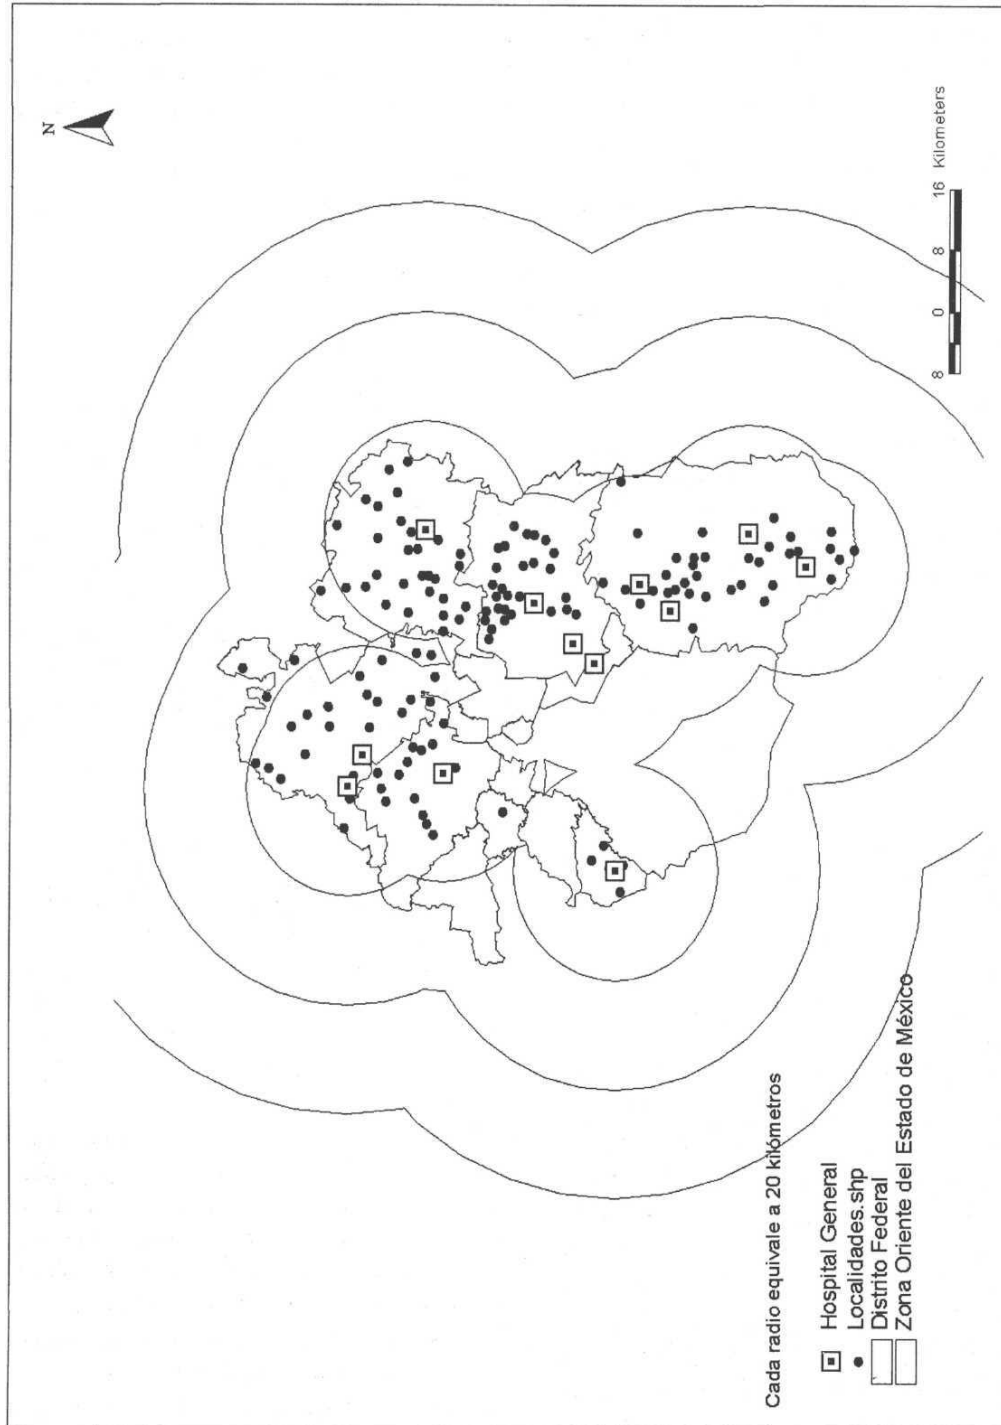 N
8 0 8 16 Kilometers
Cada radio equivale a 20 kilómetros
Hospital General
Localidades.shp
Distrito Federal
Zona Oriente del Estado de México